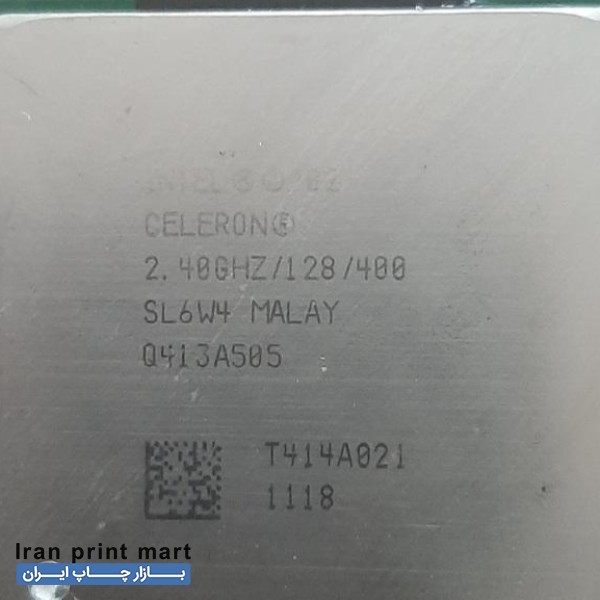 INTEL® © '02
CELERON®
2.40GHZ/128/400
SL6W4 MALAY
Q413A505
T414A021
1118
Iran print mart
بازار چاپ ایران